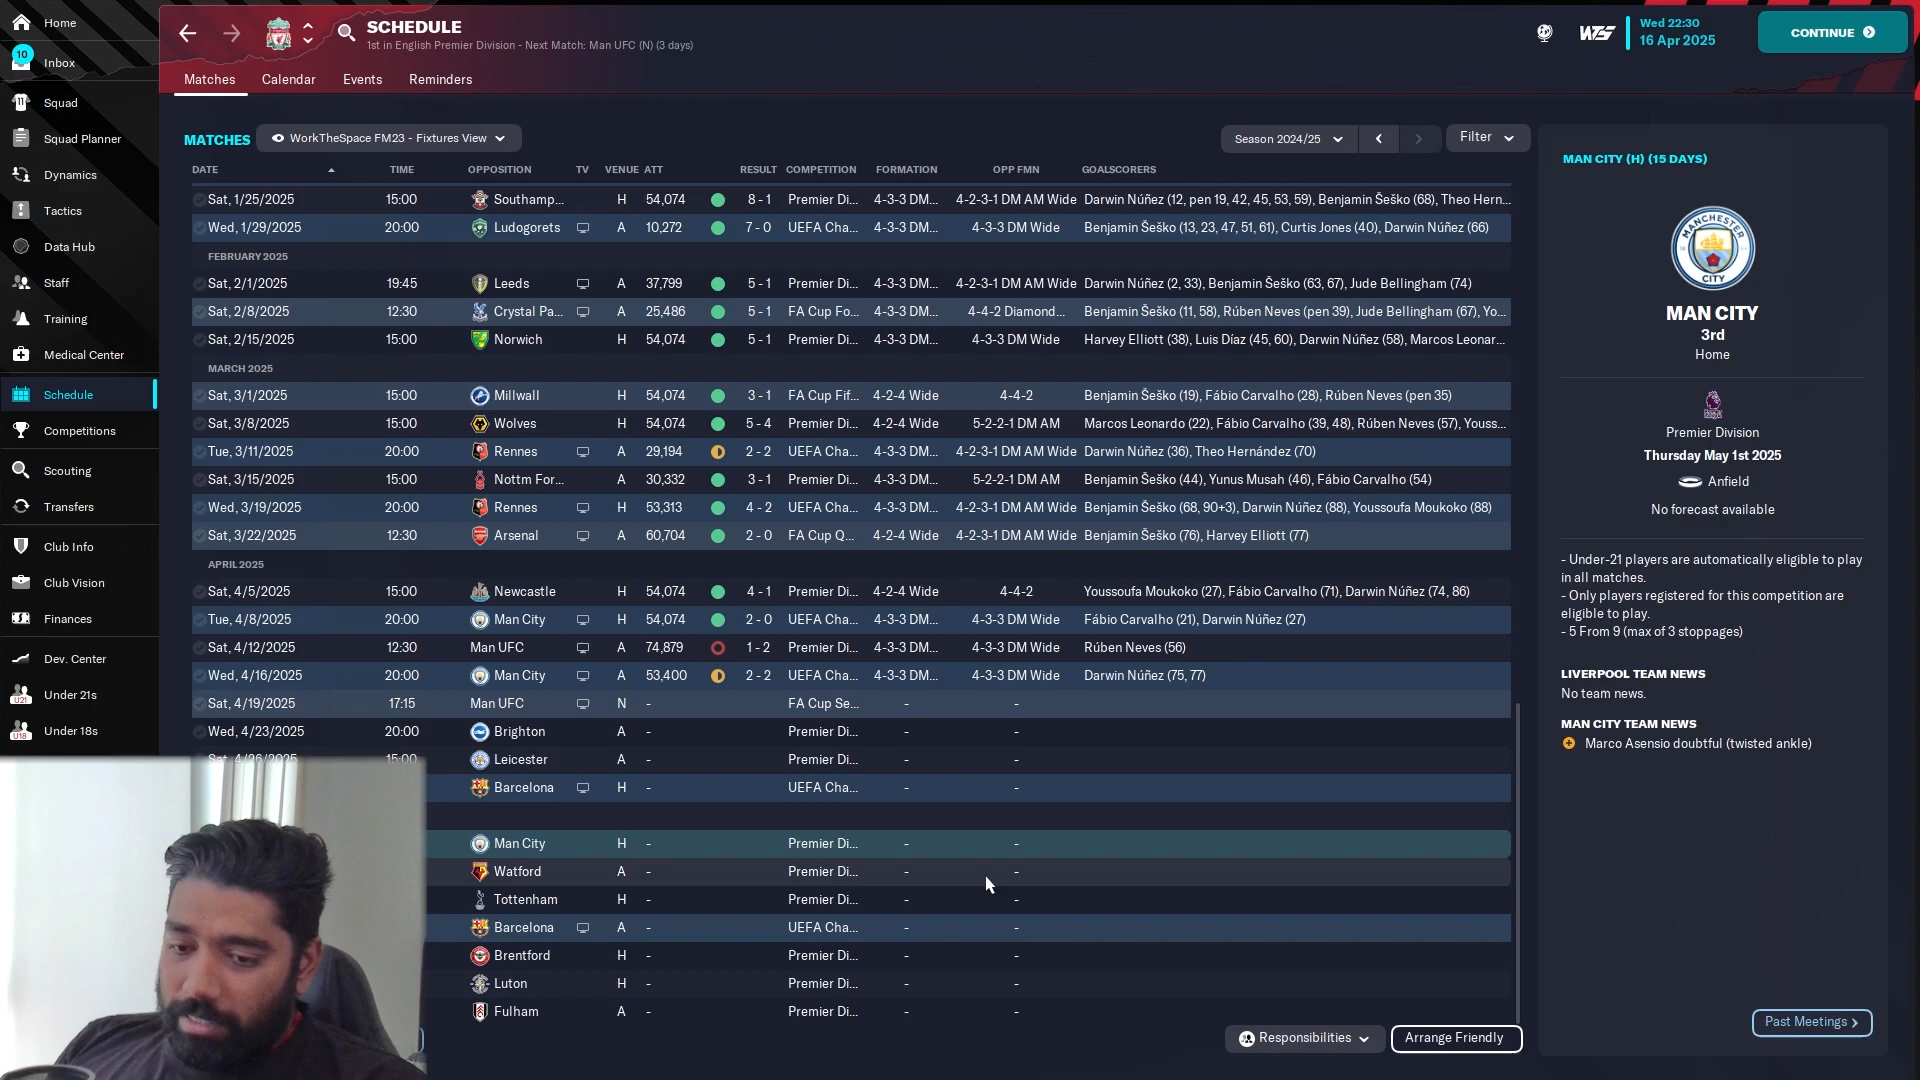 Home
10
Inbox
Squad
Squad Planner
Dynamics
Tactics
Data Hub
Staff
Training
Medical Center
Schedule
Competitions
Scouting
Transfers
Club Info
Club Vision
Finances
Dev. Center
U21
Under 21s
U18
Under 18s
SCHEDULE
1st in English Premier Division - Next Match: Man UFC (N) (3 days)
WTS
Wed 22:30
16 Apr 2025
CONTINUE
Matches Calendar Events Reminders
MATCHES WorkTheSpace FM23 - Fixtures View Season 2024/25 Filter
DATE TIME OPPOSITION TV VENUE ATT RESULT COMPETITION FORMATION OPP FMN GOALSCORERS
Sat, 1/25/2025 15:00 Southamp... H 54,074 8 - 1 Premier Di... 4-3-3 DM... 4-2-3-1 DM AM Wide Darwin Núñez (12, pen 19, 42, 45, 53, 59), Benjamin Šeško (68), Theo Hern...
Wed, 1/29/2025 20:00 Ludogorets A 10,272 7 - 0 UEFA Cha... 4-3-3 DM... 4-3-3 DM Wide Benjamin Šeško (13, 23, 47, 51, 61), Curtis Jones (40), Darwin Núñez (66)
FEBRUARY 2025
Sat, 2/1/2025 19:45 Leeds A 37,799 5 - 1 Premier Di... 4-3-3 DM... 4-2-3-1 DM AM Wide Darwin Núñez (2, 33), Benjamin Šeško (63, 67), Jude Bellingham (74)
Sat, 2/8/2025 12:30 Crystal Pa... A 25,486 5 - 1 FA Cup Fo... 4-3-3 DM... 4-4-2 Diamond... Benjamin Šeško (11, 58), Rúben Neves (pen 39), Jude Bellingham (67), Yo...
Sat, 2/15/2025 15:00 Norwich H 54,074 5 - 1 Premier Di... 4-3-3 DM... 4-3-3 DM Wide Harvey Elliott (38), Luis Díaz (45, 60), Darwin Núñez (58), Marcos Leonar...
MARCH 2025
Sat, 3/1/2025 15:00 Millwall H 54,074 3 - 1 FA Cup Fif... 4-2-4 Wide 4-4-2 Benjamin Šeško (19), Fábio Carvalho (28), Rúben Neves (pen 35)
Sat, 3/8/2025 15:00 Wolves H 54,074 5 - 4 Premier Di... 4-2-4 Wide 5-2-2-1 DM AM Marcos Leonardo (22), Fábio Carvalho (39, 48), Rúben Neves (57), Youss...
Tue, 3/11/2025 20:00 Rennes A 29,194 2 - 2 UEFA Cha... 4-3-3 DM... 4-2-3-1 DM AM Wide Darwin Núñez (36), Theo Hernández (70)
Sat, 3/15/2025 15:00 Nottm For... A 30,332 3 - 1 Premier Di... 4-3-3 DM... 5-2-2-1 DM AM Benjamin Šeško (44), Yunus Musah (46), Fábio Carvalho (54)
Wed, 3/19/2025 20:00 Rennes H 53,313 4 - 2 UEFA Cha... 4-3-3 DM... 4-2-3-1 DM AM Wide Benjamin Šeško (68, 90+3), Darwin Núñez (88), Youssoufa Moukoko (88)
Sat, 3/22/2025 12:30 Arsenal A 60,704 2 - 0 FA Cup Q... 4-2-4 Wide 4-2-3-1 DM AM Wide Benjamin Šeško (76), Harvey Elliott (77)
APRIL 2025
Sat, 4/5/2025 15:00 Newcastle H 54,074 4 - 1 Premier Di... 4-2-4 Wide 4-4-2 Youssoufa Moukoko (27), Fábio Carvalho (71), Darwin Núñez (74, 86)
Tue, 4/8/2025 20:00 Man City H 54,074 2 - 0 UEFA Cha... 4-3-3 DM... 4-3-3 DM Wide Fábio Carvalho (21), Darwin Núñez (27)
Sat, 4/12/2025 12:30 Man UFC A 74,879 1 - 2 Premier Di... 4-3-3 DM... 4-3-3 DM Wide Rúben Neves (56)
Wed, 4/16/2025 20:00 Man City A 53,400 2 - 2 UEFA Cha... 4-3-3 DM... 4-3-3 DM Wide Darwin Núñez (75, 77)
Sat, 4/19/2025 17:15 Man UFC N - FA Cup Se... - -
Wed, 4/23/2025 20:00 Brighton A - Premier Di... - -
Sat, 4/26/2025 15:00 Leicester A - Premier Di... - -
Barcelona H - UEFA Cha... - -
Man City H - Premier Di... - -
Watford A - Premier Di... - -
Tottenham H - Premier Di... - -
Barcelona A - UEFA Cha... - -
Brentford H - Premier Di... - -
Luton H - Premier Di... - -
Fulham A - Premier Di... - -
Responsibilities Arrange Friendly
MAN CITY (H) (15 DAYS)
MANCHESTER
CITY
MAN CITY
3rd
Home
Premier Division
Thursday May 1st 2025
Anfield
No forecast available
- Under-21 players are automatically eligible to play
in all matches.
- Only players registered for this competition are
eligible to play.
- 5 From 9 (max of 3 stoppages)
LIVERPOOL TEAM NEWS
No team news.
MAN CITY TEAM NEWS
Marco Asensio doubtful (twisted ankle)
Past Meetings